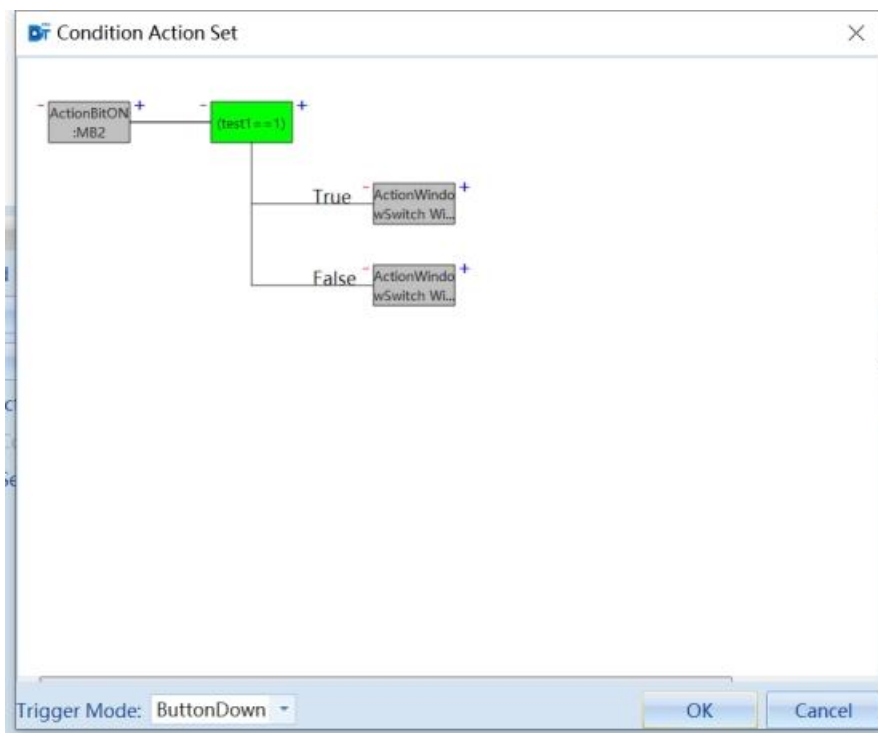 Condition Action Set
- ActionBitON +
:MB2
- (test1==1) +
True - ActionWindo +
wSwitch Wi...
False - ActionWindo +
wSwitch Wi...
Trigger Mode: ButtonDown
OK
Cancel